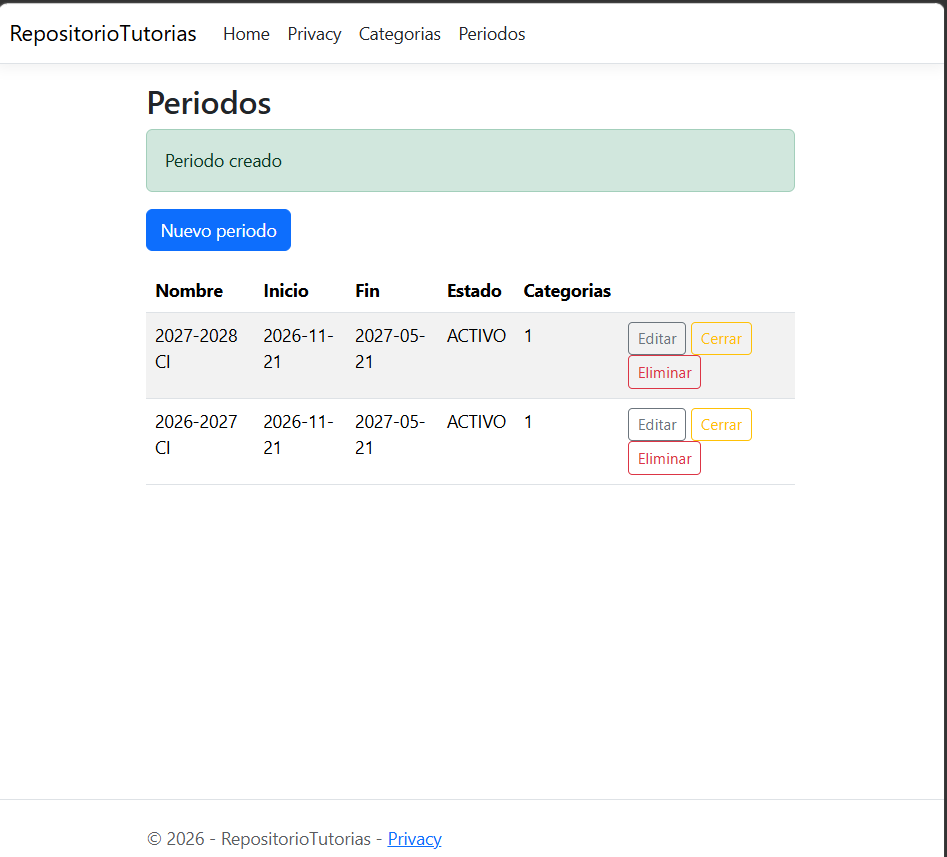 RepositorioTutorias Home Privacy Categorias Periodos
Periodos
Periodo creado
Nuevo periodo
Nombre Inicio Fin Estado Categorias
2027-2028 2026-11- 2027-05- ACTIVO 1 Editar Cerrar
CI 21 21
Eliminar
2026-2027 2026-11- 2027-05- ACTIVO 1 Editar Cerrar
CI 21 21
Eliminar
© 2026 - RepositorioTutorias - Privacy